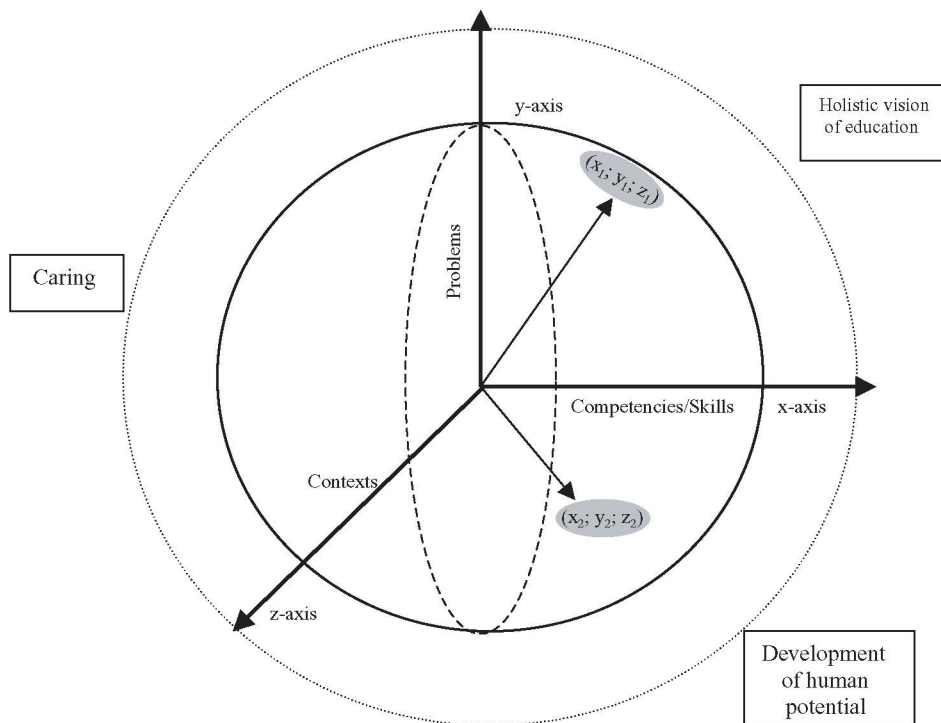 y-axis
Holistic vision
of education
(x₁; y₁; z₁)
Caring
Problems
Competencies/Skills
x-axis
Contexts
(x₂; y₂; z₂)
z-axis
Development
of human
potential